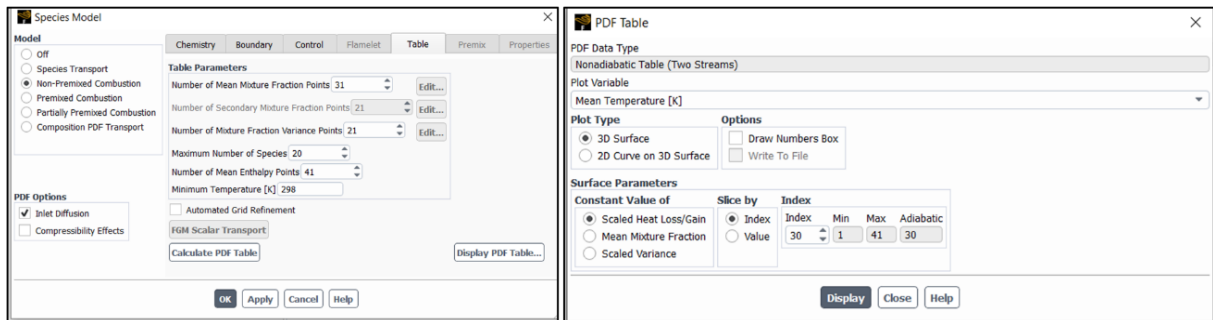 Species Model
Model
Off
Species Transport
Non-Premixed Combustion
Premixed Combustion
Partially Premixed Combustion
Composition PDF Transport
PDF Options
Inlet Diffusion
Compressibility Effects
Chemistry Boundary Control Flamelet Table Premix Properties
Table Parameters
Number of Mean Mixture Fraction Points 31 Edit...
Number of Secondary Mixture Fraction Points 21 Edit...
Number of Mixture Fraction Variance Points 21 Edit...
Maximum Number of Species 20
Number of Mean Enthalpy Points 41
Minimum Temperature [K] 298
Automated Grid Refinement
FGM Scalar Transport
Calculate PDF Table Display PDF Table...
OK Apply Cancel Help
PDF Table
PDF Data Type
Nonadiabatic Table (Two Streams)
Plot Variable
Mean Temperature [K]
Plot Type
3D Surface
2D Curve on 3D Surface
Options
Draw Numbers Box
Write To File
Surface Parameters
Constant Value of
Scaled Heat Loss/Gain
Mean Mixture Fraction
Scaled Variance
Slice by
Index
Value
Index
Index Min Max Adiabatic
30 1 41 30
Display Close Help